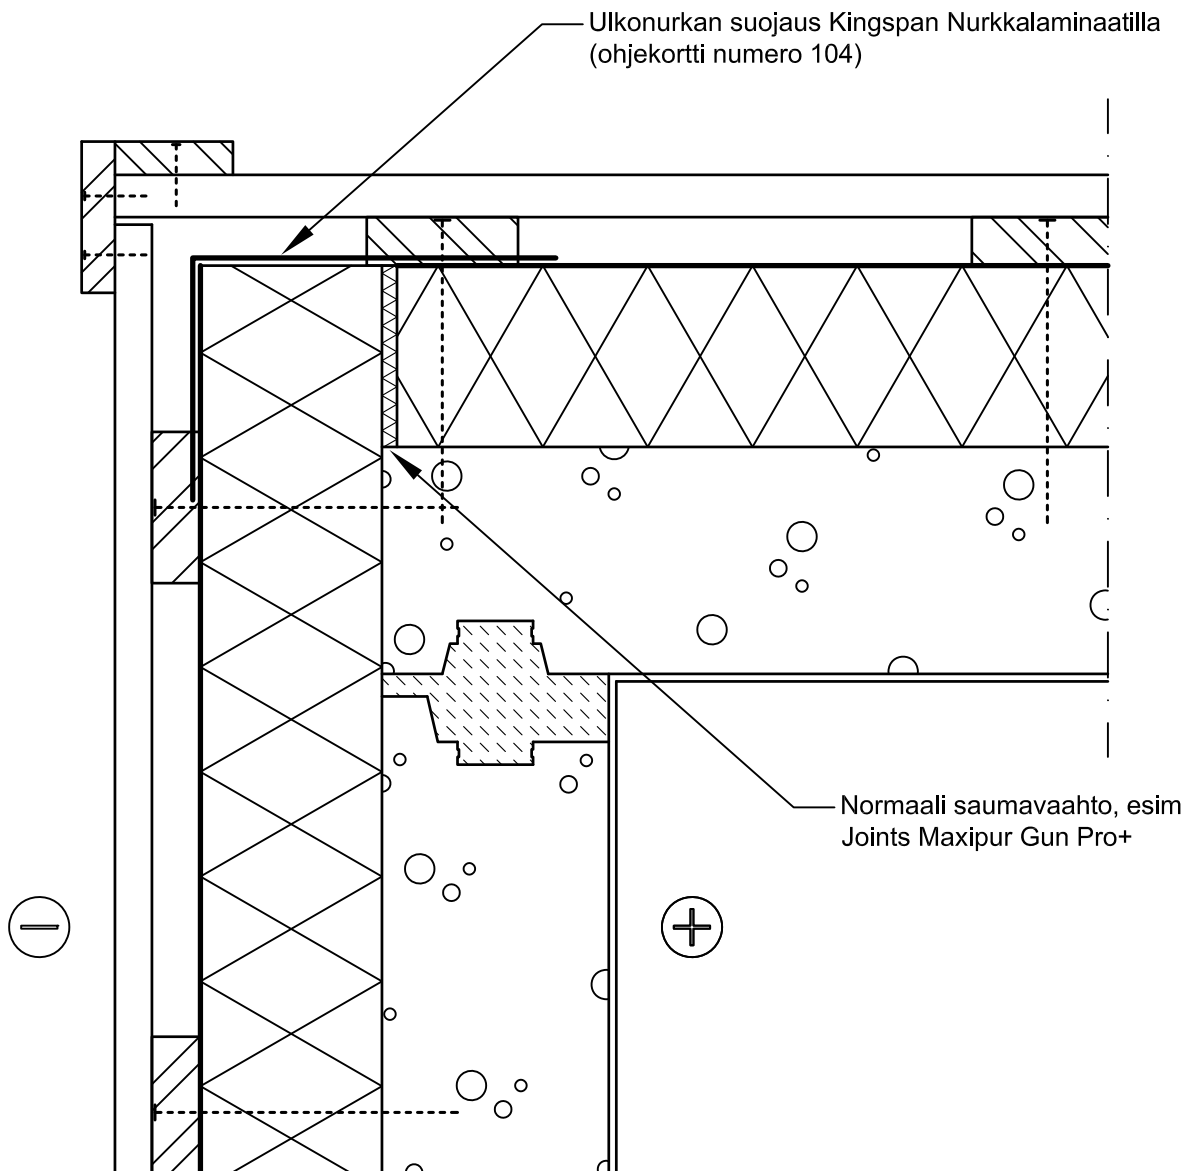 Ulkonurkan suojaus Kingspan Nurkkalaminaatilla
(ohjekortti numero 104)
Normaali saumavaahto, esim
Joints Maxipur Gun Pro+